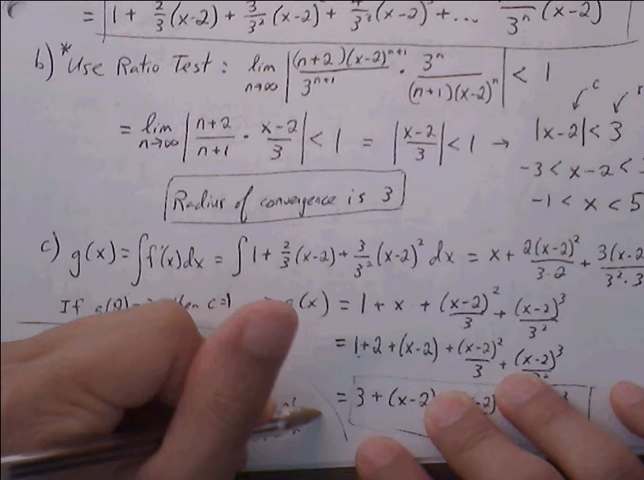 = 1 + 2/3 (x-2) + 3/3² (x-2)² + (x-2) + ... 3ⁿ (x-2)
b) *Use Ratio Test: lim n→∞ | (n+2)(x-2)ⁿ⁺¹ / 3ⁿ⁺¹ · 3ⁿ / (n+1)(x-2)ⁿ | < 1
= lim n→∞ | n+2 / n+1 · x-2 / 3 | < 1 = | x-2 / 3 | < 1 → |x-2| < 3
c r
-3 < x-2 <
-1 < x < 5
Radius of convergence is 3
c) g(x) = ∫f(x)dx = ∫ 1 + 2/3 (x-2) + 3/3² (x-2)² dx = x + 2(x-2)² / 3·2 + 3(x-2 / 3²·3
If c=1 (x) = 1 + x + (x-2)² / 3 + (x-2)³ / 3²
= 1+2 + (x-2) + (x-2)² / 3 + (x-2)³
= 3 + (x-2) -2)